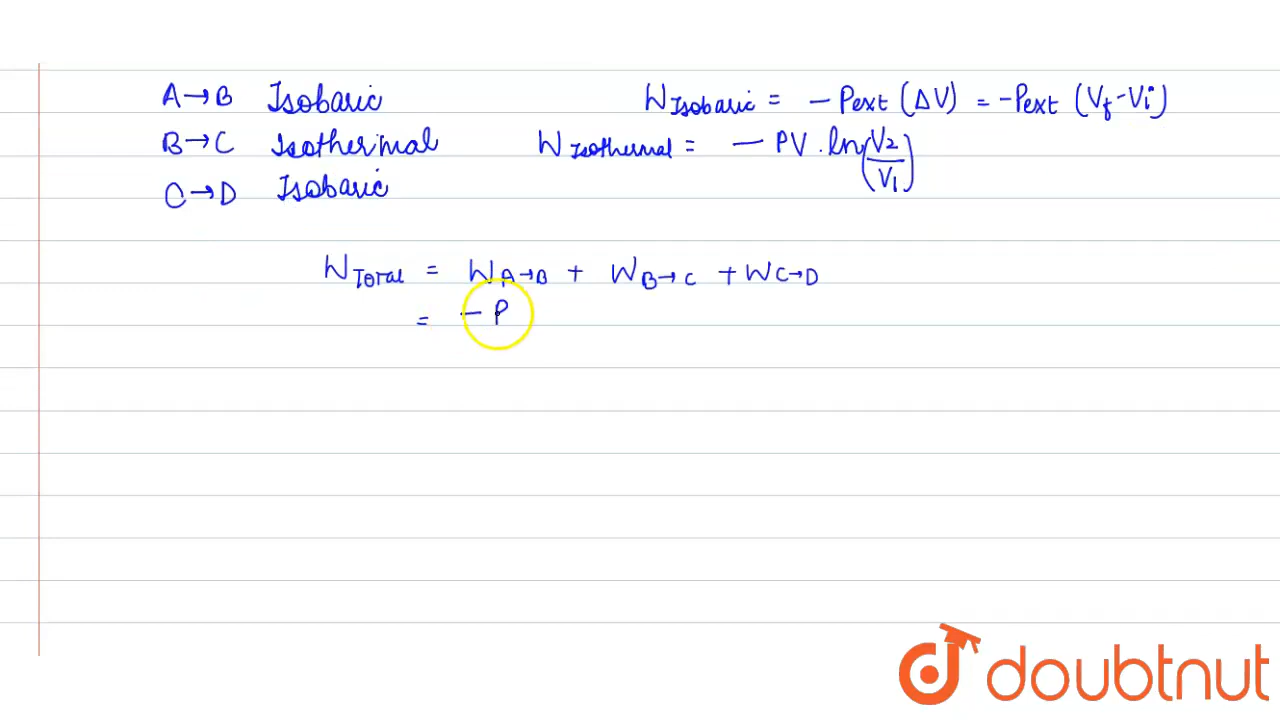 A→B Isobaric W Isobaric = - Pext (ΔV) = - Pext (Vf - Vi)
B→C Isothermal W Isothermal = - PV . ln (V2/V1)
C→D Isobaric
W Total = W A→B + W B→C + W C→D
= - P
doubtnut